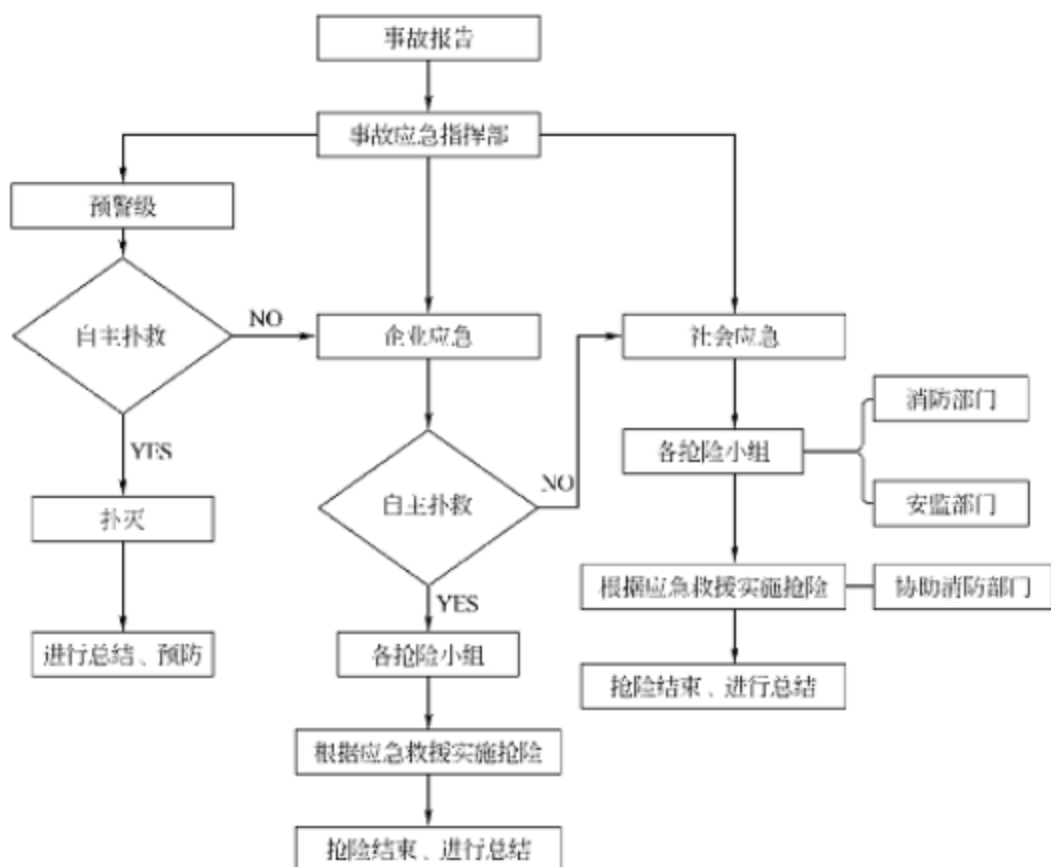 事故报告
事故应急指挥部
预警级
自主扑救
NO
企业应急
社会应急
消防部门
YES
各抢险小组
自主扑救
NO
安监部门
扑灭
根据应急救援实施抢险
协助消防部门
YES
进行总结、预防
各抢险小组
抢险结束、进行总结
根据应急救援实施抢险
抢险结束、进行总结